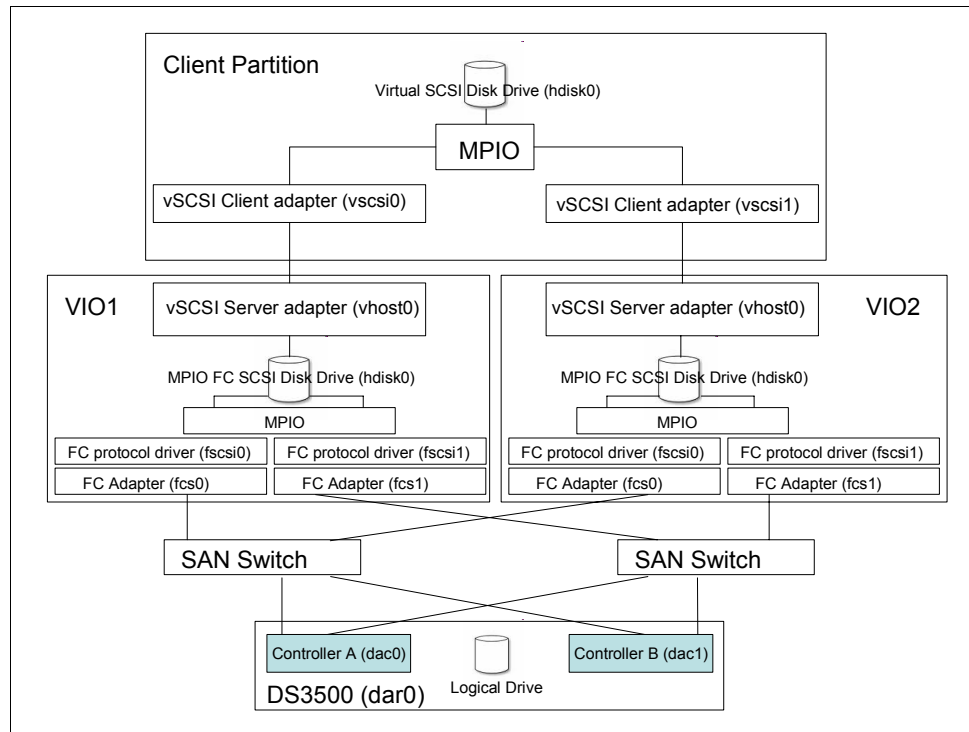 Client Partition
Virtual SCSI Disk Drive (hdisk0)
MPIO
vSCSI Client adapter (vscsi0)
vSCSI Client adapter (vscsi1)
VIO1
vSCSI Server adapter (vhost0)
MPIO FC SCSI Disk Drive (hdisk0)
MPIO
FC protocol driver (fscsi0)
FC protocol driver (fscsi1)
FC Adapter (fcs0)
FC Adapter (fcs1)
vSCSI Server adapter (vhost0)
VIO2
MPIO FC SCSI Disk Drive (hdisk0)
MPIO
FC protocol driver (fscsi0)
FC protocol driver (fscsi1)
FC Adapter (fcs0)
FC Adapter (fcs1)
SAN Switch
SAN Switch
Controller A (dac0)
Controller B (dac1)
Logical Drive
DS3500 (dar0)